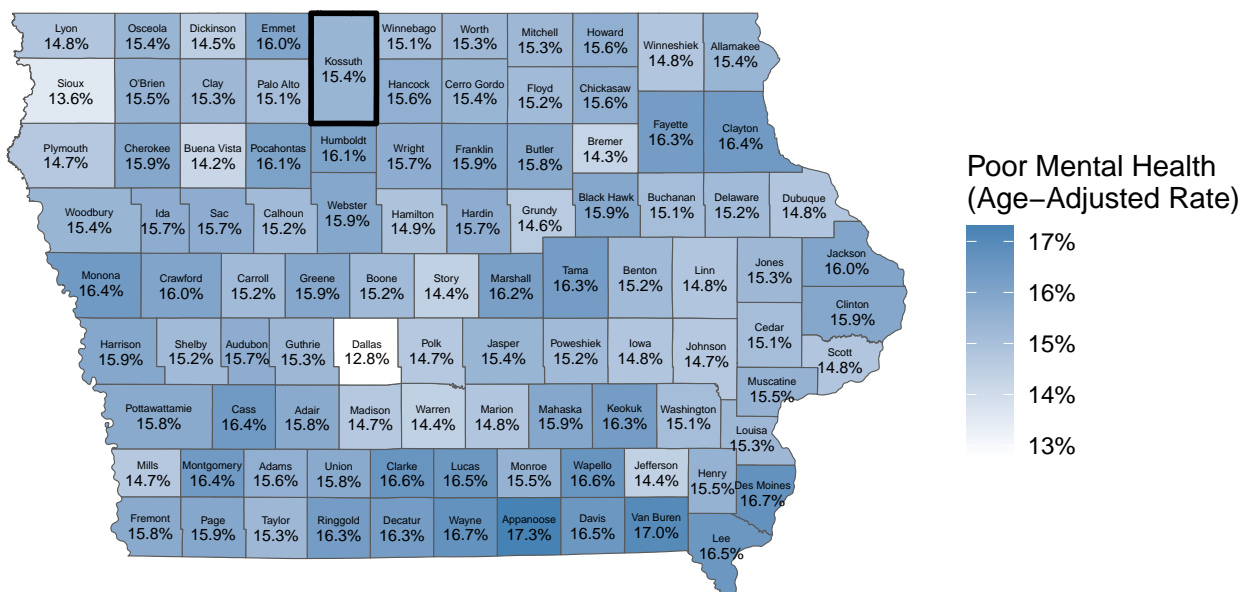 Lyon
14.8%
Osceola
15.4%
Dickinson
14.5%
Emmet
16.0%
Kossuth
15.4%
Winnebago
15.1%
Worth
15.3%
Mitchell
15.3%
Howard
15.6%
Winneshiek
14.8%
Allamakee
15.4%
Sioux
13.6%
O'Brien
15.5%
Clay
15.3%
Palo Alto
15.1%
Hancock
15.6%
Cerro Gordo
15.4%
Floyd
15.2%
Chickasaw
15.6%
Fayette
16.3%
Clayton
16.4%
Plymouth
14.7%
Cherokee
15.9%
Buena Vista
14.2%
Pocahontas
16.1%
Humboldt
16.1%
Wright
15.7%
Franklin
15.9%
Butler
15.8%
Bremer
14.3%
Woodbury
15.4%
Ida
15.7%
Sac
15.7%
Calhoun
15.2%
Webster
15.9%
Hamilton
14.9%
Hardin
15.7%
Grundy
14.6%
Black Hawk
15.9%
Buchanan
15.1%
Delaware
15.2%
Dubuque
14.8%
Monona
16.4%
Crawford
16.0%
Carroll
15.2%
Greene
15.9%
Boone
15.2%
Story
14.4%
Marshall
16.2%
Tama
16.3%
Benton
15.2%
Linn
14.8%
Jones
15.3%
Jackson
16.0%
Clinton
15.9%
Harrison
15.9%
Shelby
15.2%
Audubon
15.7%
Guthrie
15.3%
Dallas
12.8%
Polk
14.7%
Jasper
15.4%
Poweshiek
15.2%
Iowa
14.8%
Johnson
14.7%
Cedar
15.1%
Scott
14.8%
Muscatine
15.5%
Pottawattamie
15.8%
Cass
16.4%
Adair
15.8%
Madison
14.7%
Warren
14.4%
Marion
14.8%
Mahaska
15.9%
Keokuk
16.3%
Washington
15.1%
Louisa
15.3%
Mills
14.7%
Montgomery
16.4%
Adams
15.6%
Union
15.8%
Clarke
16.6%
Lucas
16.5%
Monroe
15.5%
Wapello
16.6%
Jefferson
14.4%
Henry
15.5%
Des Moines
16.7%
Fremont
15.8%
Page
15.9%
Taylor
15.3%
Ringgold
16.3%
Decatur
16.3%
Wayne
16.7%
Appanoose
17.3%
Davis
16.5%
Van Buren
17.0%
Lee
16.5%
Poor Mental Health
(Age−Adjusted Rate)
17%
16%
15%
14%
13%